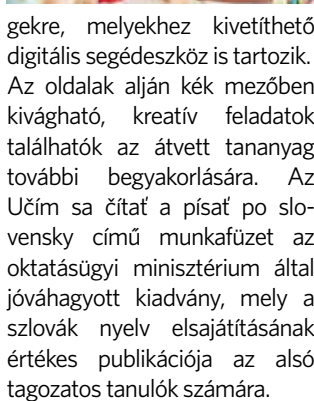 gekre, melyekhez kivetíthető
digitális segédeszköz is tartozik.
Az oldalak alján kék mezőben
kivágható, kreatív feladatok
találhatók az átvett tananyag
további begyakorlására. Az
Učím sa čítať a písať po slo-
vensky című munkafüzet az
oktatásügyi minisztérium által
jóváhagyott kiadvány, mely a
szlovák nyelv elsajátításának
értékes publikációja az alsó
tagozatos tanulók számára.